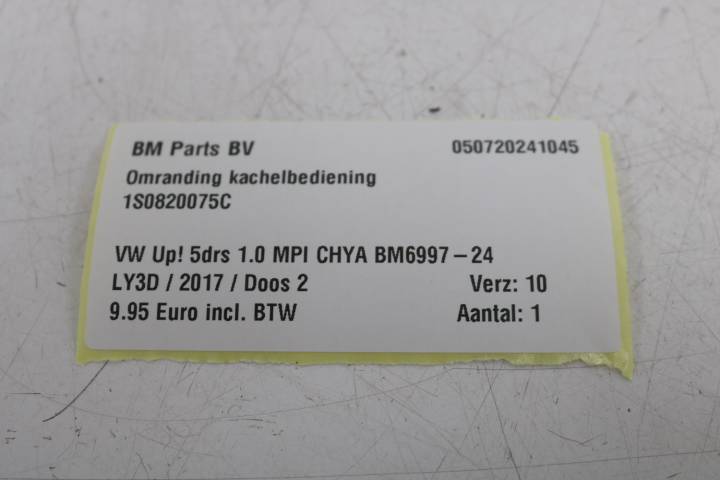 BM Parts BV 050720241045
Omranding kachelbediening
1S0820075C
VW Up! 5drs 1.0 MPI CHYA BM6997-24
LY3D / 2017 / Doos 2 Verz: 10
9.95 Euro incl. BTW Aantal: 1